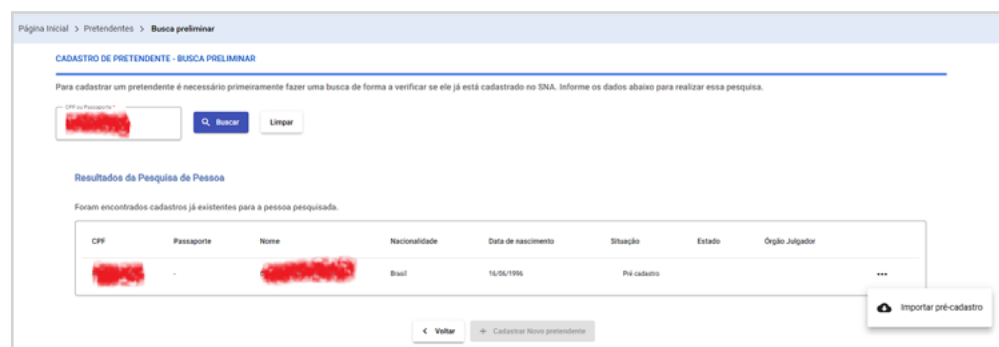 Página Inicial > Pretendentes > Busca preliminar
CADASTRO DE PRETENDENTE - BUSCA PRELIMINAR
Para cadastrar um pretendente é necessário primeiramente fazer uma busca de forma a verificar se ele já está cadastrado no SNA. Informe os dados abaixo para realizar essa pesquisa.
CPF ou Passaporte *
Buscar Limpar
Resultados da Pesquisa de Pessoa
Foram encontrados cadastros já existentes para a pessoa pesquisada.
CPF Passaporte Nome Nacionalidade Data de nascimento Situação Estado Órgão Julgador
- Brasil 16/06/1996 Pré cadastro ...
Importar pré-cadastro
< Voltar + Cadastrar Novo pretendente